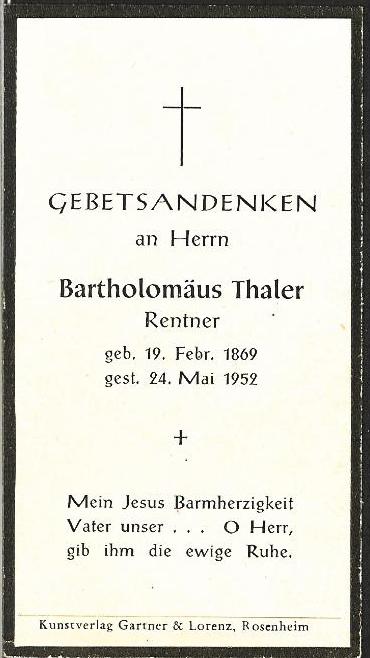 GEBETSANDENKEN
an Herrn
Bartholomäus Thaler
Rentner
geb. 19. Febr. 1869
gest. 24. Mai 1952
Mein Jesus Barmherzigkeit
Vater unser . . . O Herr,
gib ihm die ewige Ruhe.
Kunstverlag Gartner & Lorenz, Rosenheim